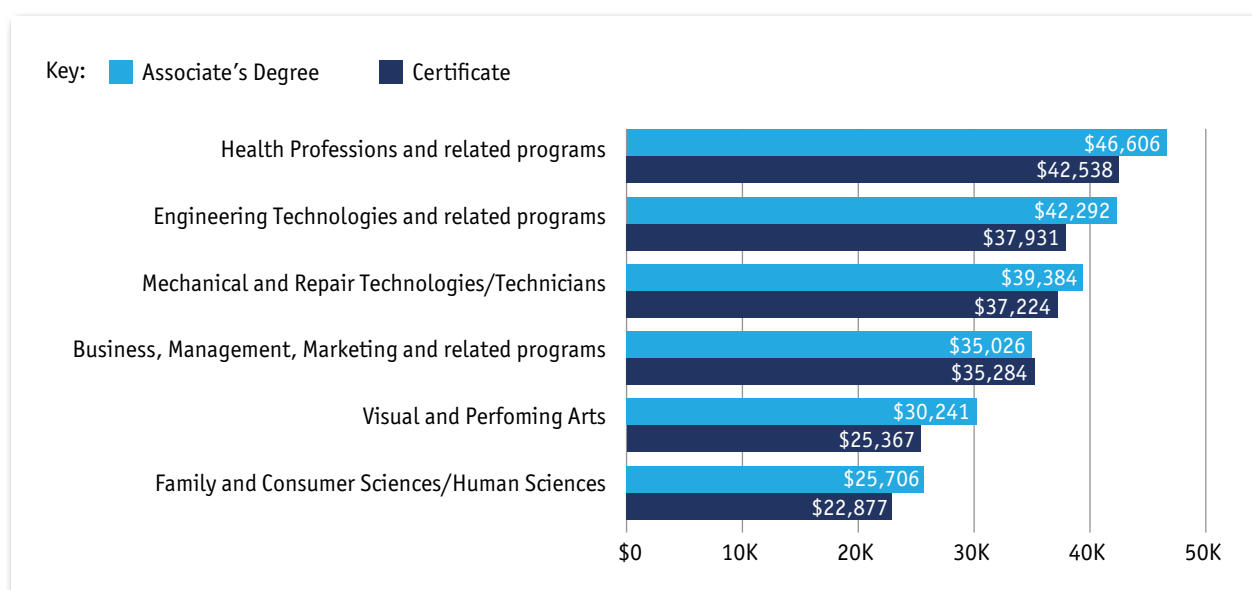 Key: Associate's Degree Certificate
Health Professions and related programs
$46,606
$42,538
Engineering Technologies and related programs
$42,292
$37,931
Mechanical and Repair Technologies/Technicians
$39,384
$37,224
Business, Management, Marketing and related programs
$35,026
$35,284
Visual and Perfoming Arts
$30,241
$25,367
Family and Consumer Sciences/Human Sciences
$25,706
$22,877
$0 10K 20K 30K 40K 50K